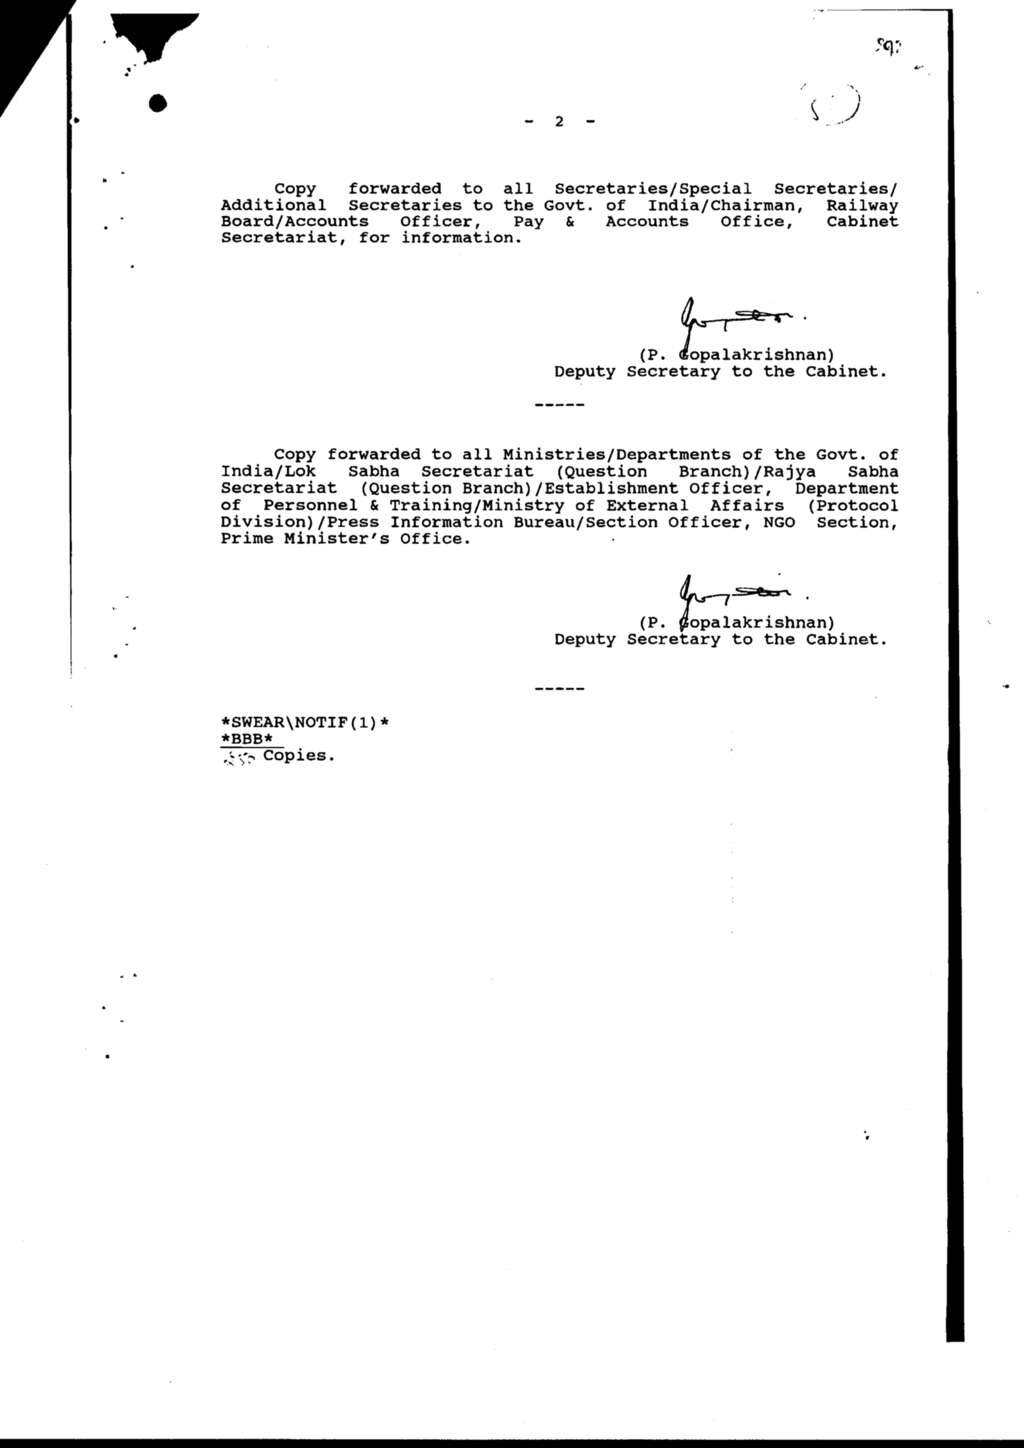 - 2 -
Copy forwarded to all Secretaries/Special Secretaries/
Additional Secretaries to the Govt. of India/Chairman, Railway
Board/Accounts Officer, Pay & Accounts Office, Cabinet
Secretariat, for information.
(P. Gopalakrishnan)
Deputy Secretary to the Cabinet.
-----
Copy forwarded to all Ministries/Departments of the Govt. of
India/Lok Sabha Secretariat (Question Branch)/Rajya Sabha
Secretariat (Question Branch)/Establishment Officer, Department
of Personnel & Training/Ministry of External Affairs (Protocol
Division)/Press Information Bureau/Section Officer, NGO Section,
Prime Minister's Office.
(P. Gopalakrishnan)
Deputy Secretary to the Cabinet.
-----
*SWEAR\NOTIF(1)*
*BBB*
Copies.